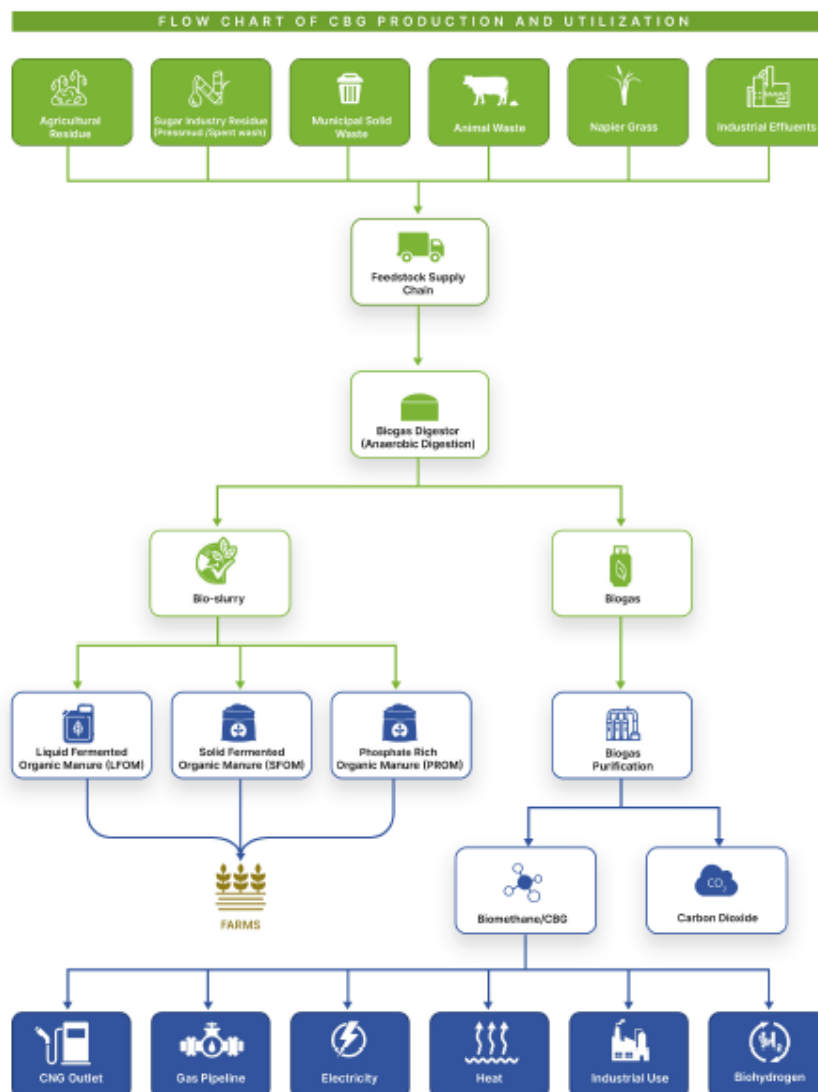 FLOW CHART OF CBG PRODUCTION AND UTILIZATION
Agricultural
Residue
Sugar Industry Residue
(Pressmud /Spent wash)
Municipal Solid
Waste
Animal Waste
Napier Grass
Industrial Effluents
Feedstock Supply
Chain
Biogas Digestor
(Anaerobic Digestion)
Bio-slurry
Biogas
Liquid Fermented
Organic Manure (LFOM)
Solid Fermented
Organic Manure (SFOM)
Phosphate Rich
Organic Manure (PROM)
Biogas
Purification
FARMS
Biomethane/CBG
CO₂
Carbon Dioxide
CNG Outlet
Gas Pipeline
Electricity
Heat
Industrial Use
H₂
Biohydrogen